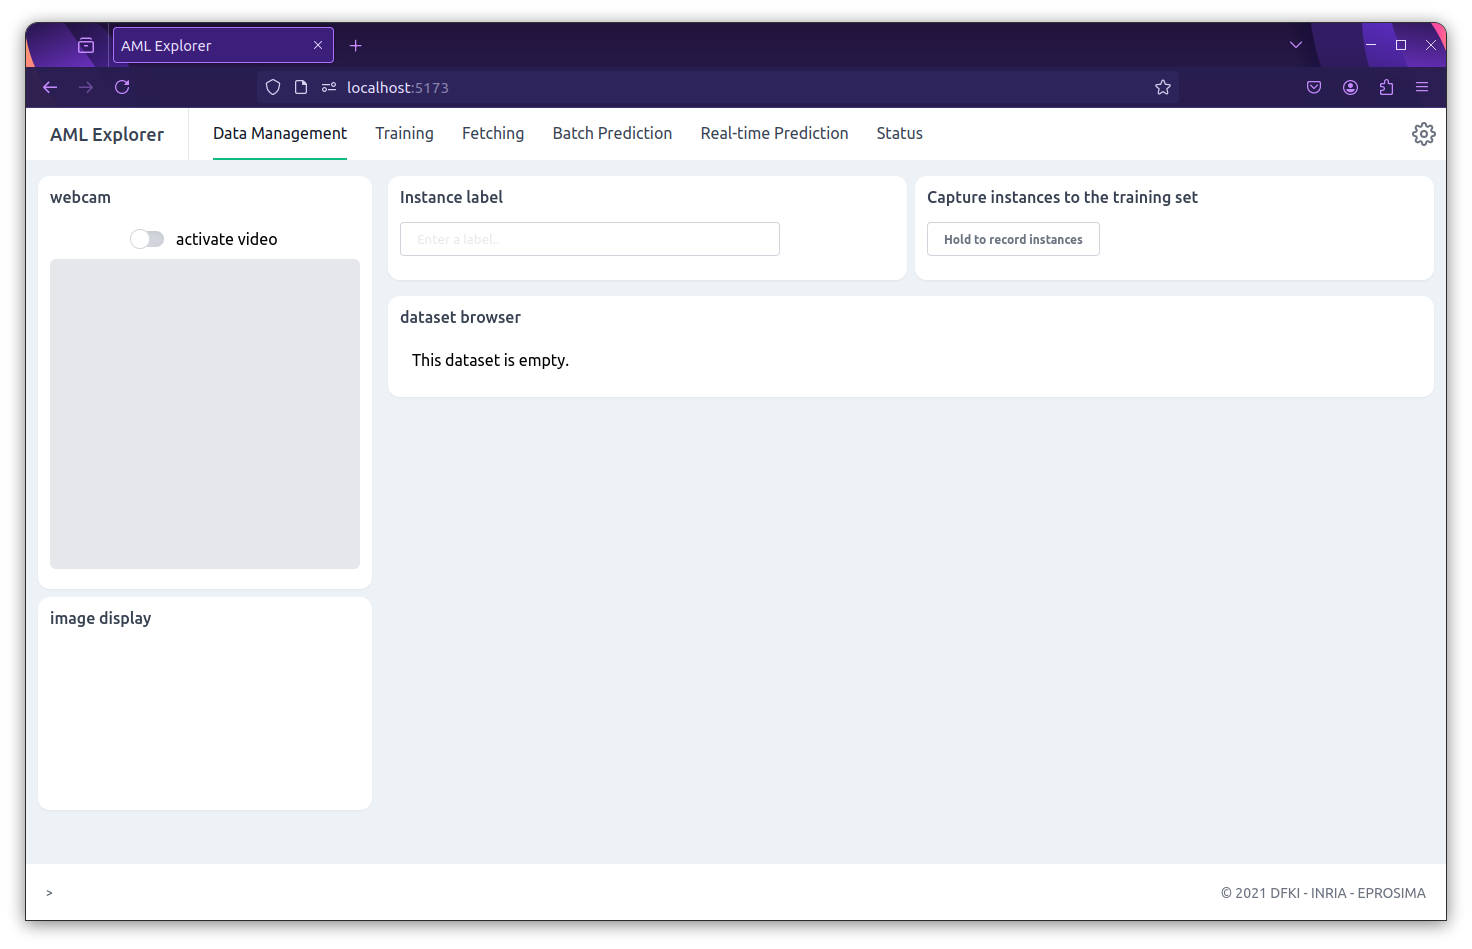 AML Explorer
localhost:5173
AML Explorer
Data Management Training Fetching Batch Prediction Real-time Prediction Status
webcam
activate video
image display
Instance label
Enter a label..
Capture instances to the training set
Hold to record instances
dataset browser
This dataset is empty.
>
© 2021 DFKI - INRIA - EPROSIMA